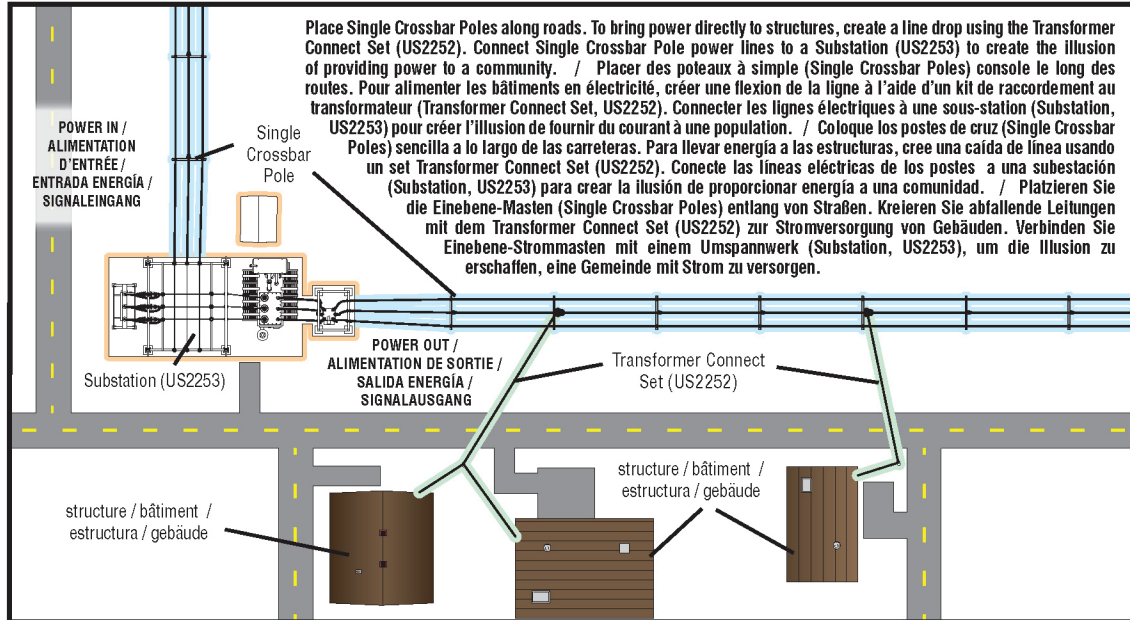 Place Single Crossbar Poles along roads. To bring power directly to structures, create a line drop using the Transformer
Connect Set (US2252). Connect Single Crossbar Pole power lines to a Substation (US2253) to create the illusion
of providing power to a community. / Placer des poteaux à simple (Single Crossbar Poles) console le long des
routes. Pour alimenter les bâtiments en électricité, créer une flexion de la ligne à l'aide d'un kit de raccordement au
transformateur (Transformer Connect Set, US2252). Connecter les lignes électriques à une sous-station (Substation,
US2253) pour créer l'illusion de fournir du courant à une population. / Coloque los postes de cruz (Single Crossbar
Poles) sencilla a lo largo de las carreteras. Para llevar energía a las estructuras, cree una caída de línea usando
un set Transformer Connect Set (US2252). Conecte las líneas eléctricas de los postes a una subestación
(Substation, US2253) para crear la ilusión de proporcionar energía a una comunidad. / Platzieren Sie
die Einebene-Masten (Single Crossbar Poles) entlang von Straßen. Kreieren Sie abfallende Leitungen
mit dem Transformer Connect Set (US2252) zur Stromversorgung von Gebäuden. Verbinden Sie
Einebene-Strommasten mit einem Umspannwerk (Substation, US2253), um die Illusion zu
erschaffen, eine Gemeinde mit Strom zu versorgen.
POWER IN /
ALIMENTATION
D'ENTRÉE /
ENTRADA ENERGÍA /
SIGNALEINGANG
Single
Crossbar
Pole
Substation (US2253)
POWER OUT /
ALIMENTATION DE SORTIE /
SALIDA ENERGÍA /
SIGNALAUSGANG
Transformer Connect
Set (US2252)
structure / bâtiment /
estructura / gebäude
structure / bâtiment /
estructura / gebäude